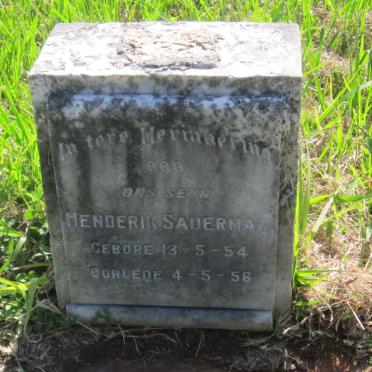 In tere Herinnering
aan
ons seun
HENDERIK SAUERMAN
GEBORE 13-5-54
OORLEDE 4-5-56